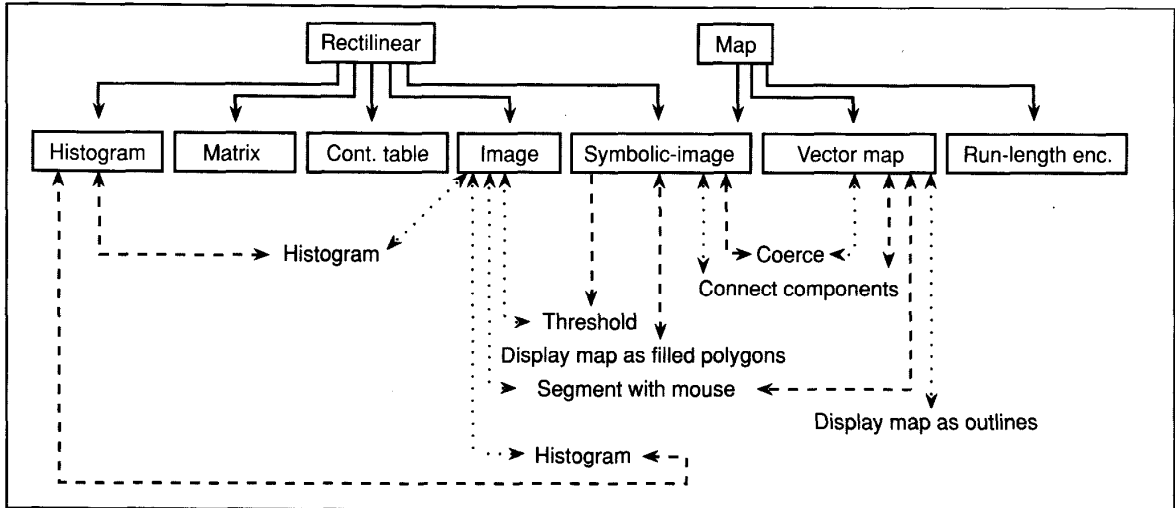 Rectilinear
Map
Histogram
Matrix
Cont. table
Image
Symbolic-image
Vector map
Run-length enc.
Histogram
Coerce
Connect components
Threshold
Display map as filled polygons
Segment with mouse
Display map as outlines
Histogram